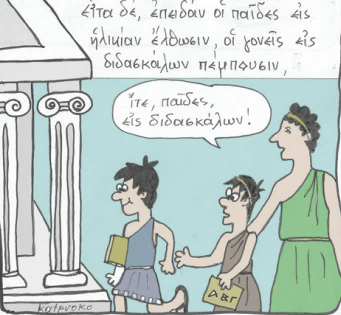 εἶτα δέ, ἐπειδὰν οἱ παῖδες εἰς
ἡλικίαν ἔλθωσιν, οἱ γονεῖς εἰς
διδασκάλων πέμπουσιν,
Ἴτε, παῖδες,
εἰς διδασκάλων!
ΑΒΓ
κατρνοκο